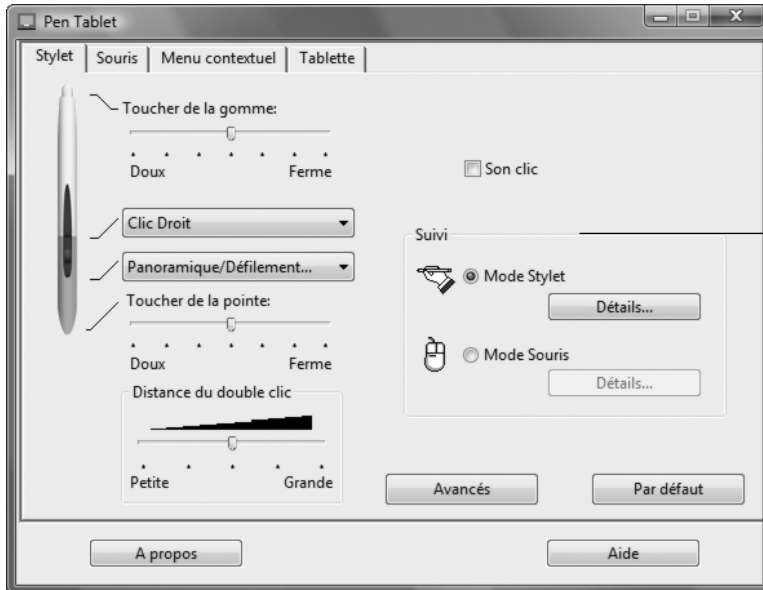 Pen Tablet
Stylet Souris Menu contextuel Tablette
Toucher de la gomme:
Doux Ferme
Son clic
Clic Droit
Suivi
Panoramique/Défilement...
Mode Stylet
Toucher de la pointe:
Détails...
Doux Ferme
Mode Souris
Détails...
Distance du double clic
Petite Grande
Avancés Par défaut
A propos Aide